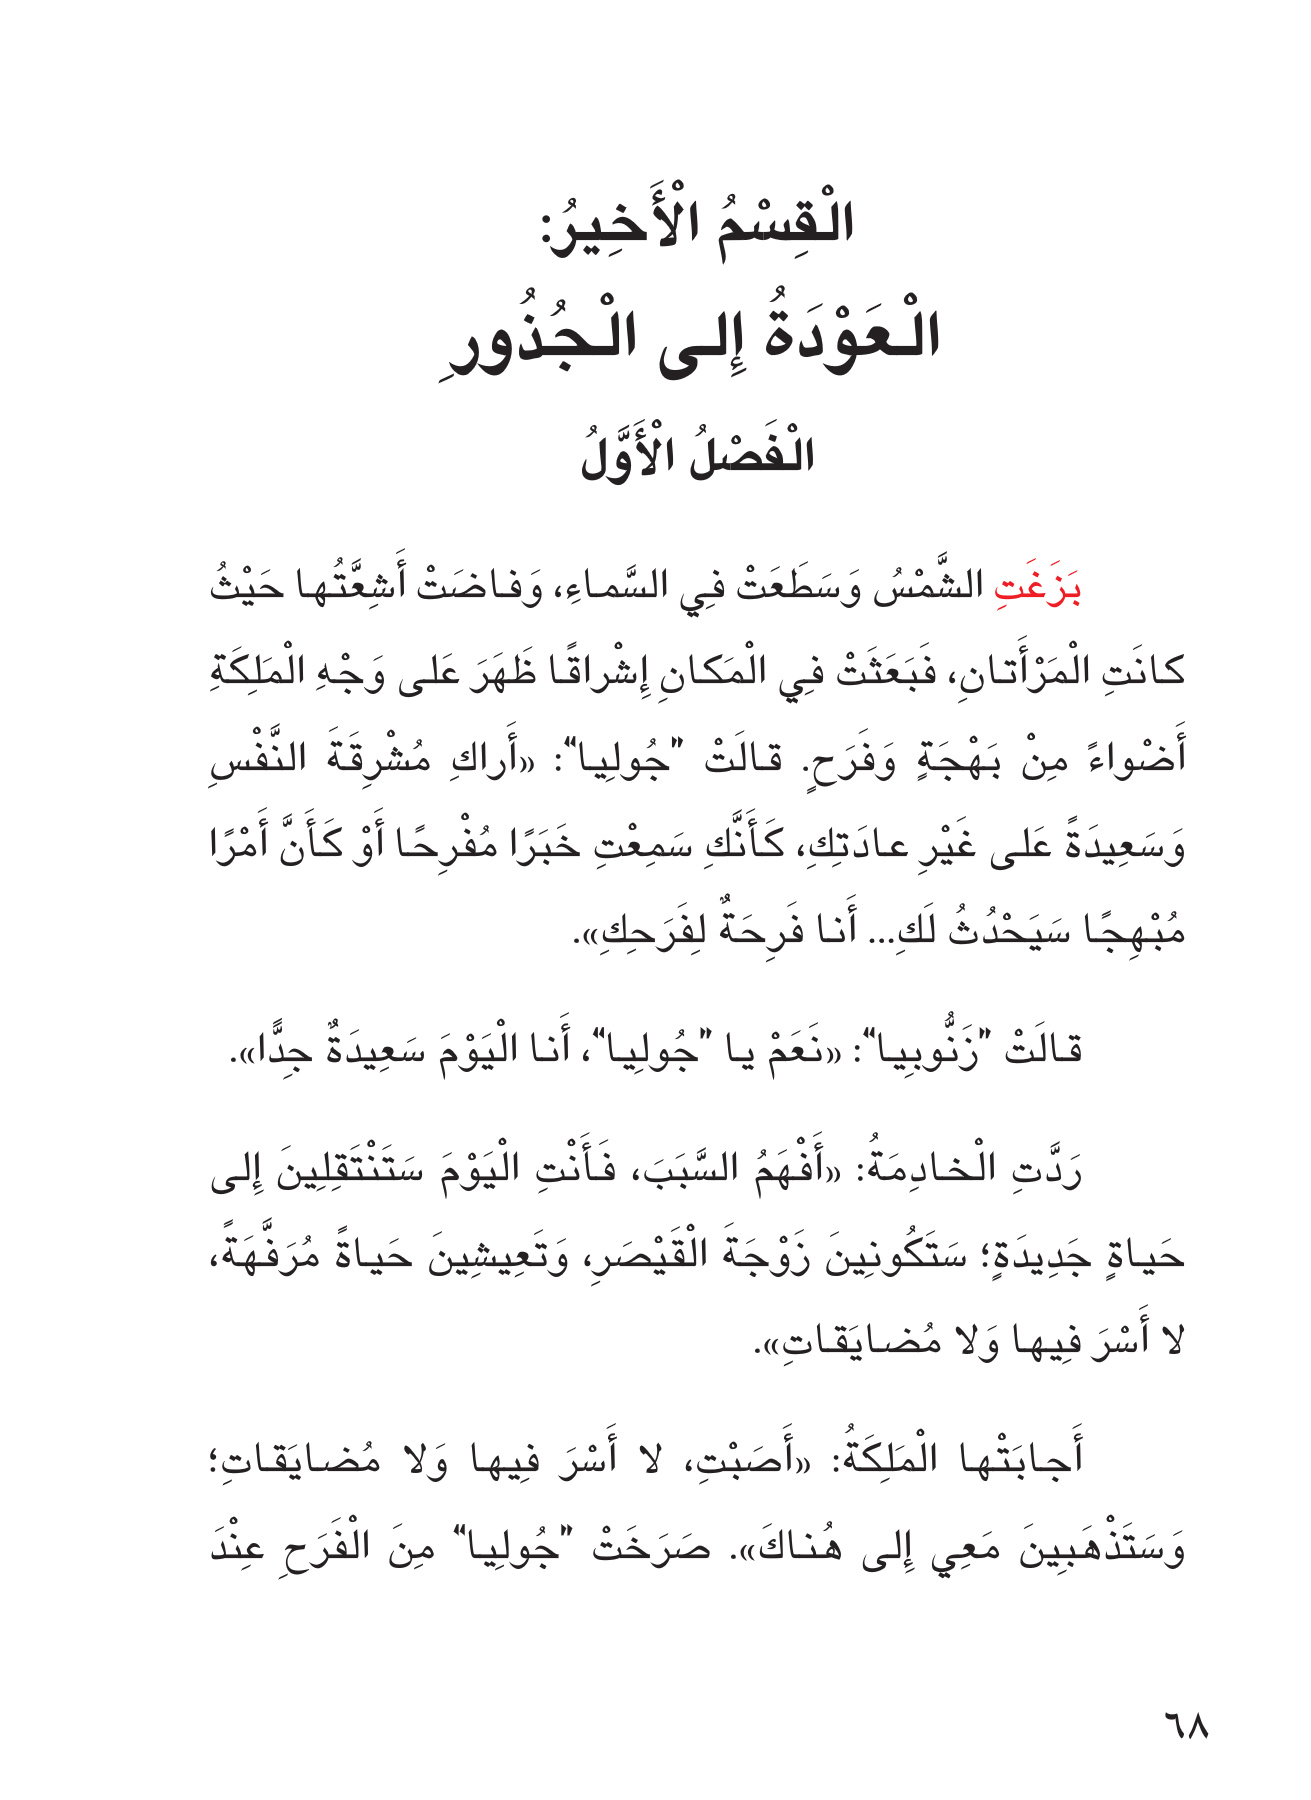 الْقِسْمُ الْأَخِيرُ:
الْعَوْدَةُ إِلى الْجُذُورِ
الْفَصْلُ الْأَوَّلُ
بَزَغَتِ الشَّمْسُ وَسَطَعَتْ فِي السَّماءِ، وَفاضَتْ أَشِعَّتُها حَيْثُ
كانَتِ الْمَرْأَتانِ، فَبَعَثَتْ فِي الْمَكانِ إِشْراقًا ظَهَرَ عَلى وَجْهِ الْمَلِكَةِ
أَضْواءً مِنْ بَهْجَةٍ وَفَرَحٍ. قالَتْ "جُولِيا": «أَراكِ مُشْرِقَةَ النَّفْسِ
وَسَعِيدَةً عَلى غَيْرِ عادَتِكِ، كَأَنَّكِ سَمِعْتِ خَبَرًا مُفْرِحًا أَوْ كَأَنَّ أَمْرًا
مُبْهِجًا سَيَحْدُثُ لَكِ... أَنا فَرِحَةٌ لِفَرَحِكِ».
قالَتْ "زَنُّوبِيا": «نَعَمْ يا "جُولِيا"، أَنا الْيَوْمَ سَعِيدَةٌ جِدًّا».
رَدَّتِ الْخادِمَةُ: «أَفْهَمُ السَّبَبَ، فَأَنْتِ الْيَوْمَ سَتَنْتَقِلِينَ إِلى
حَياةٍ جَدِيدَةٍ؛ سَتَكُونِينَ زَوْجَةَ الْقَيْصَرِ، وَتَعِيشِينَ حَياةً مُرَفَّهَةً،
لا أَسْرَ فِيها وَلا مُضايَقاتِ».
أَجابَتْها الْمَلِكَةُ: «أَصَبْتِ، لا أَسْرَ فِيها وَلا مُضايَقاتِ؛
وَسَتَذْهَبِينَ مَعِي إِلى هُناكَ». صَرَخَتْ "جُولِيا" مِنَ الْفَرَحِ عِنْدَ
٦٨